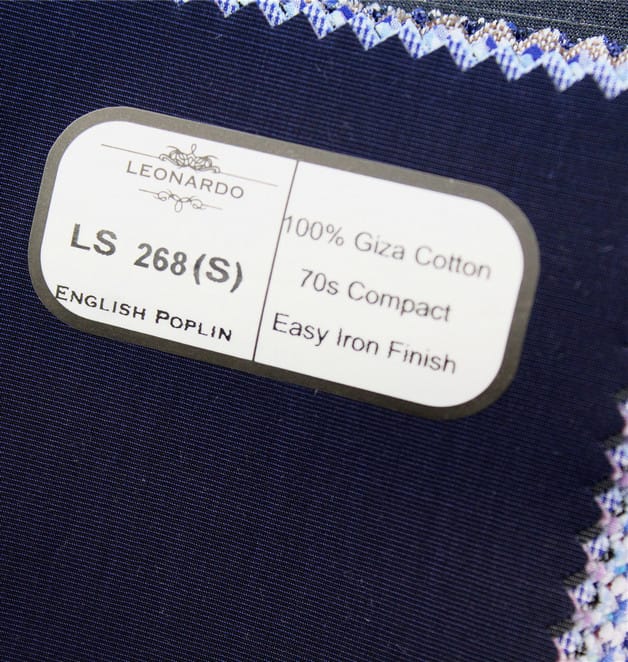 LEONARDO
LS 268(S)
ENGLISH POPLIN
100% Giza Cotton
70s Compact
Easy Iron Finish